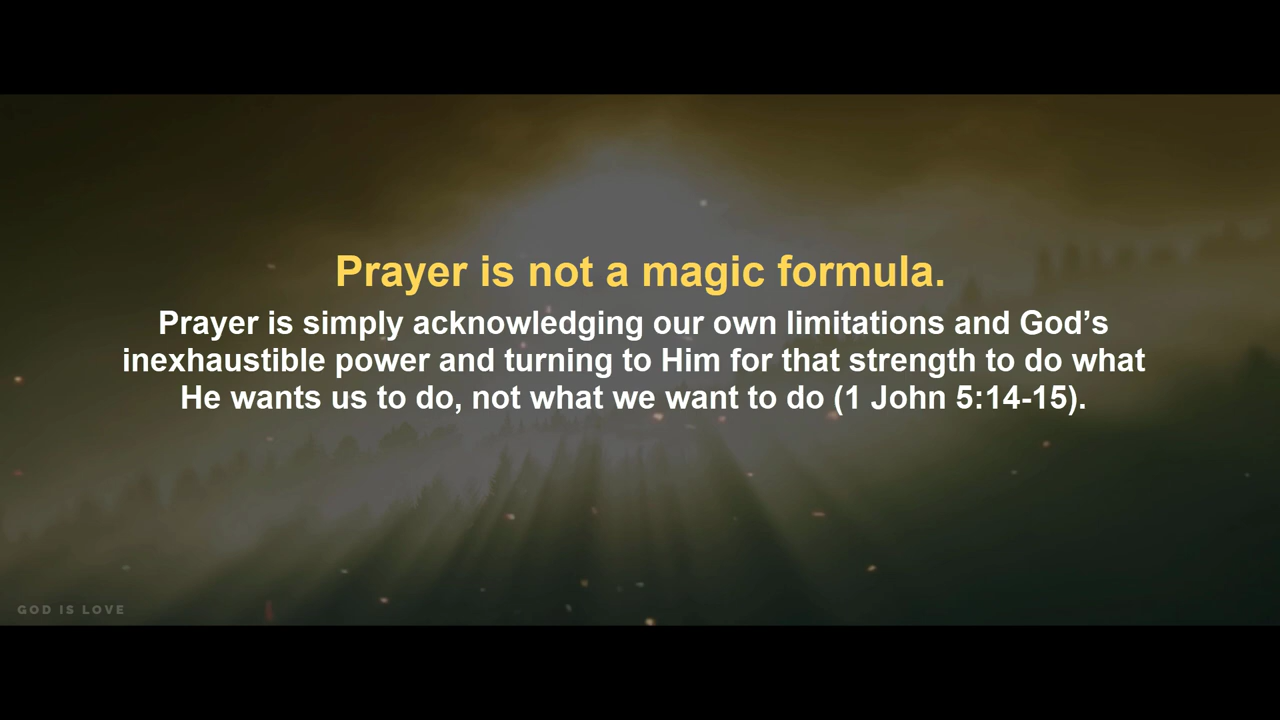 Prayer is not a magic formula.
Prayer is simply acknowledging our own limitations and God’s
inexhaustible power and turning to Him for that strength to do what
He wants us to do, not what we want to do (1 John 5:14-15).
GOD IS LOVE